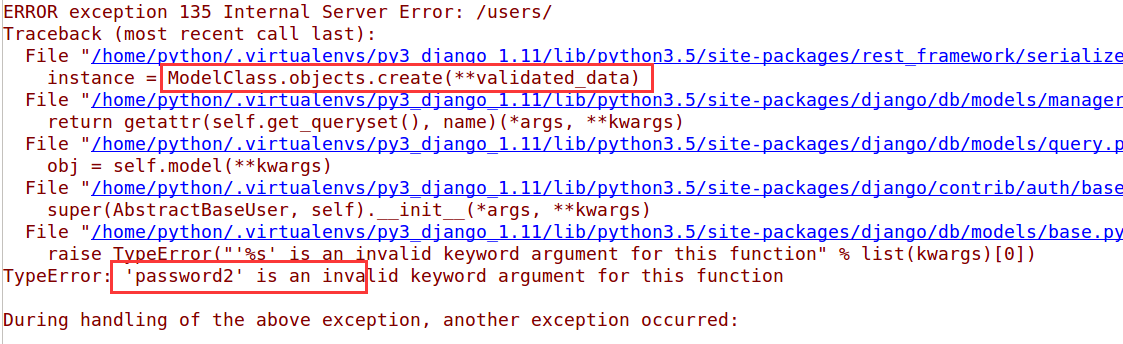 ERROR exception 135 Internal Server Error: /users/
Traceback (most recent call last):
File "/home/python/.virtualenvs/py3_django_1.11/lib/python3.5/site-packages/rest_framework/serialize
instance = ModelClass.objects.create(**validated_data)
File "/home/python/.virtualenvs/py3_django_1.11/lib/python3.5/site-packages/django/db/models/manager
return getattr(self.get_queryset(), name)(*args, **kwargs)
File "/home/python/.virtualenvs/py3_django_1.11/lib/python3.5/site-packages/django/db/models/query.p
obj = self.model(**kwargs)
File "/home/python/.virtualenvs/py3_django_1.11/lib/python3.5/site-packages/django/contrib/auth/base
super(AbstractBaseUser, self).__init__(*args, **kwargs)
File "/home/python/.virtualenvs/py3_django_1.11/lib/python3.5/site-packages/django/db/models/base.py
raise TypeError("'%s' is an invalid keyword argument for this function" % list(kwargs)[0])
TypeError: 'password2' is an invalid keyword argument for this function
During handling of the above exception, another exception occurred: